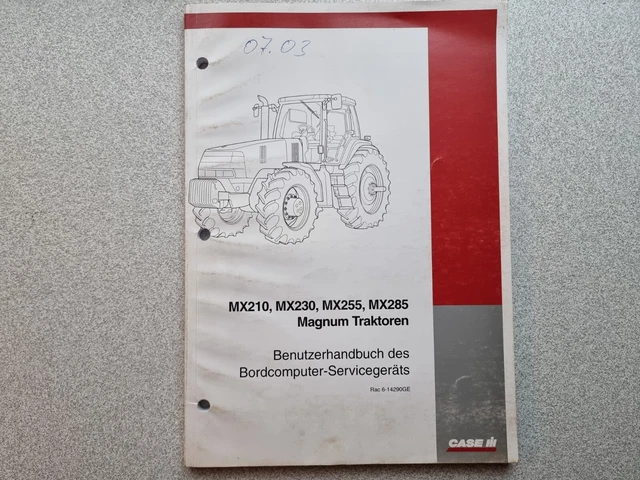 07.03
MX210, MX230, MX255, MX285
Magnum Traktoren
Benutzerhandbuch des
Bordcomputer-Servicegeräts
Rac 6-14290GE
CASE IH